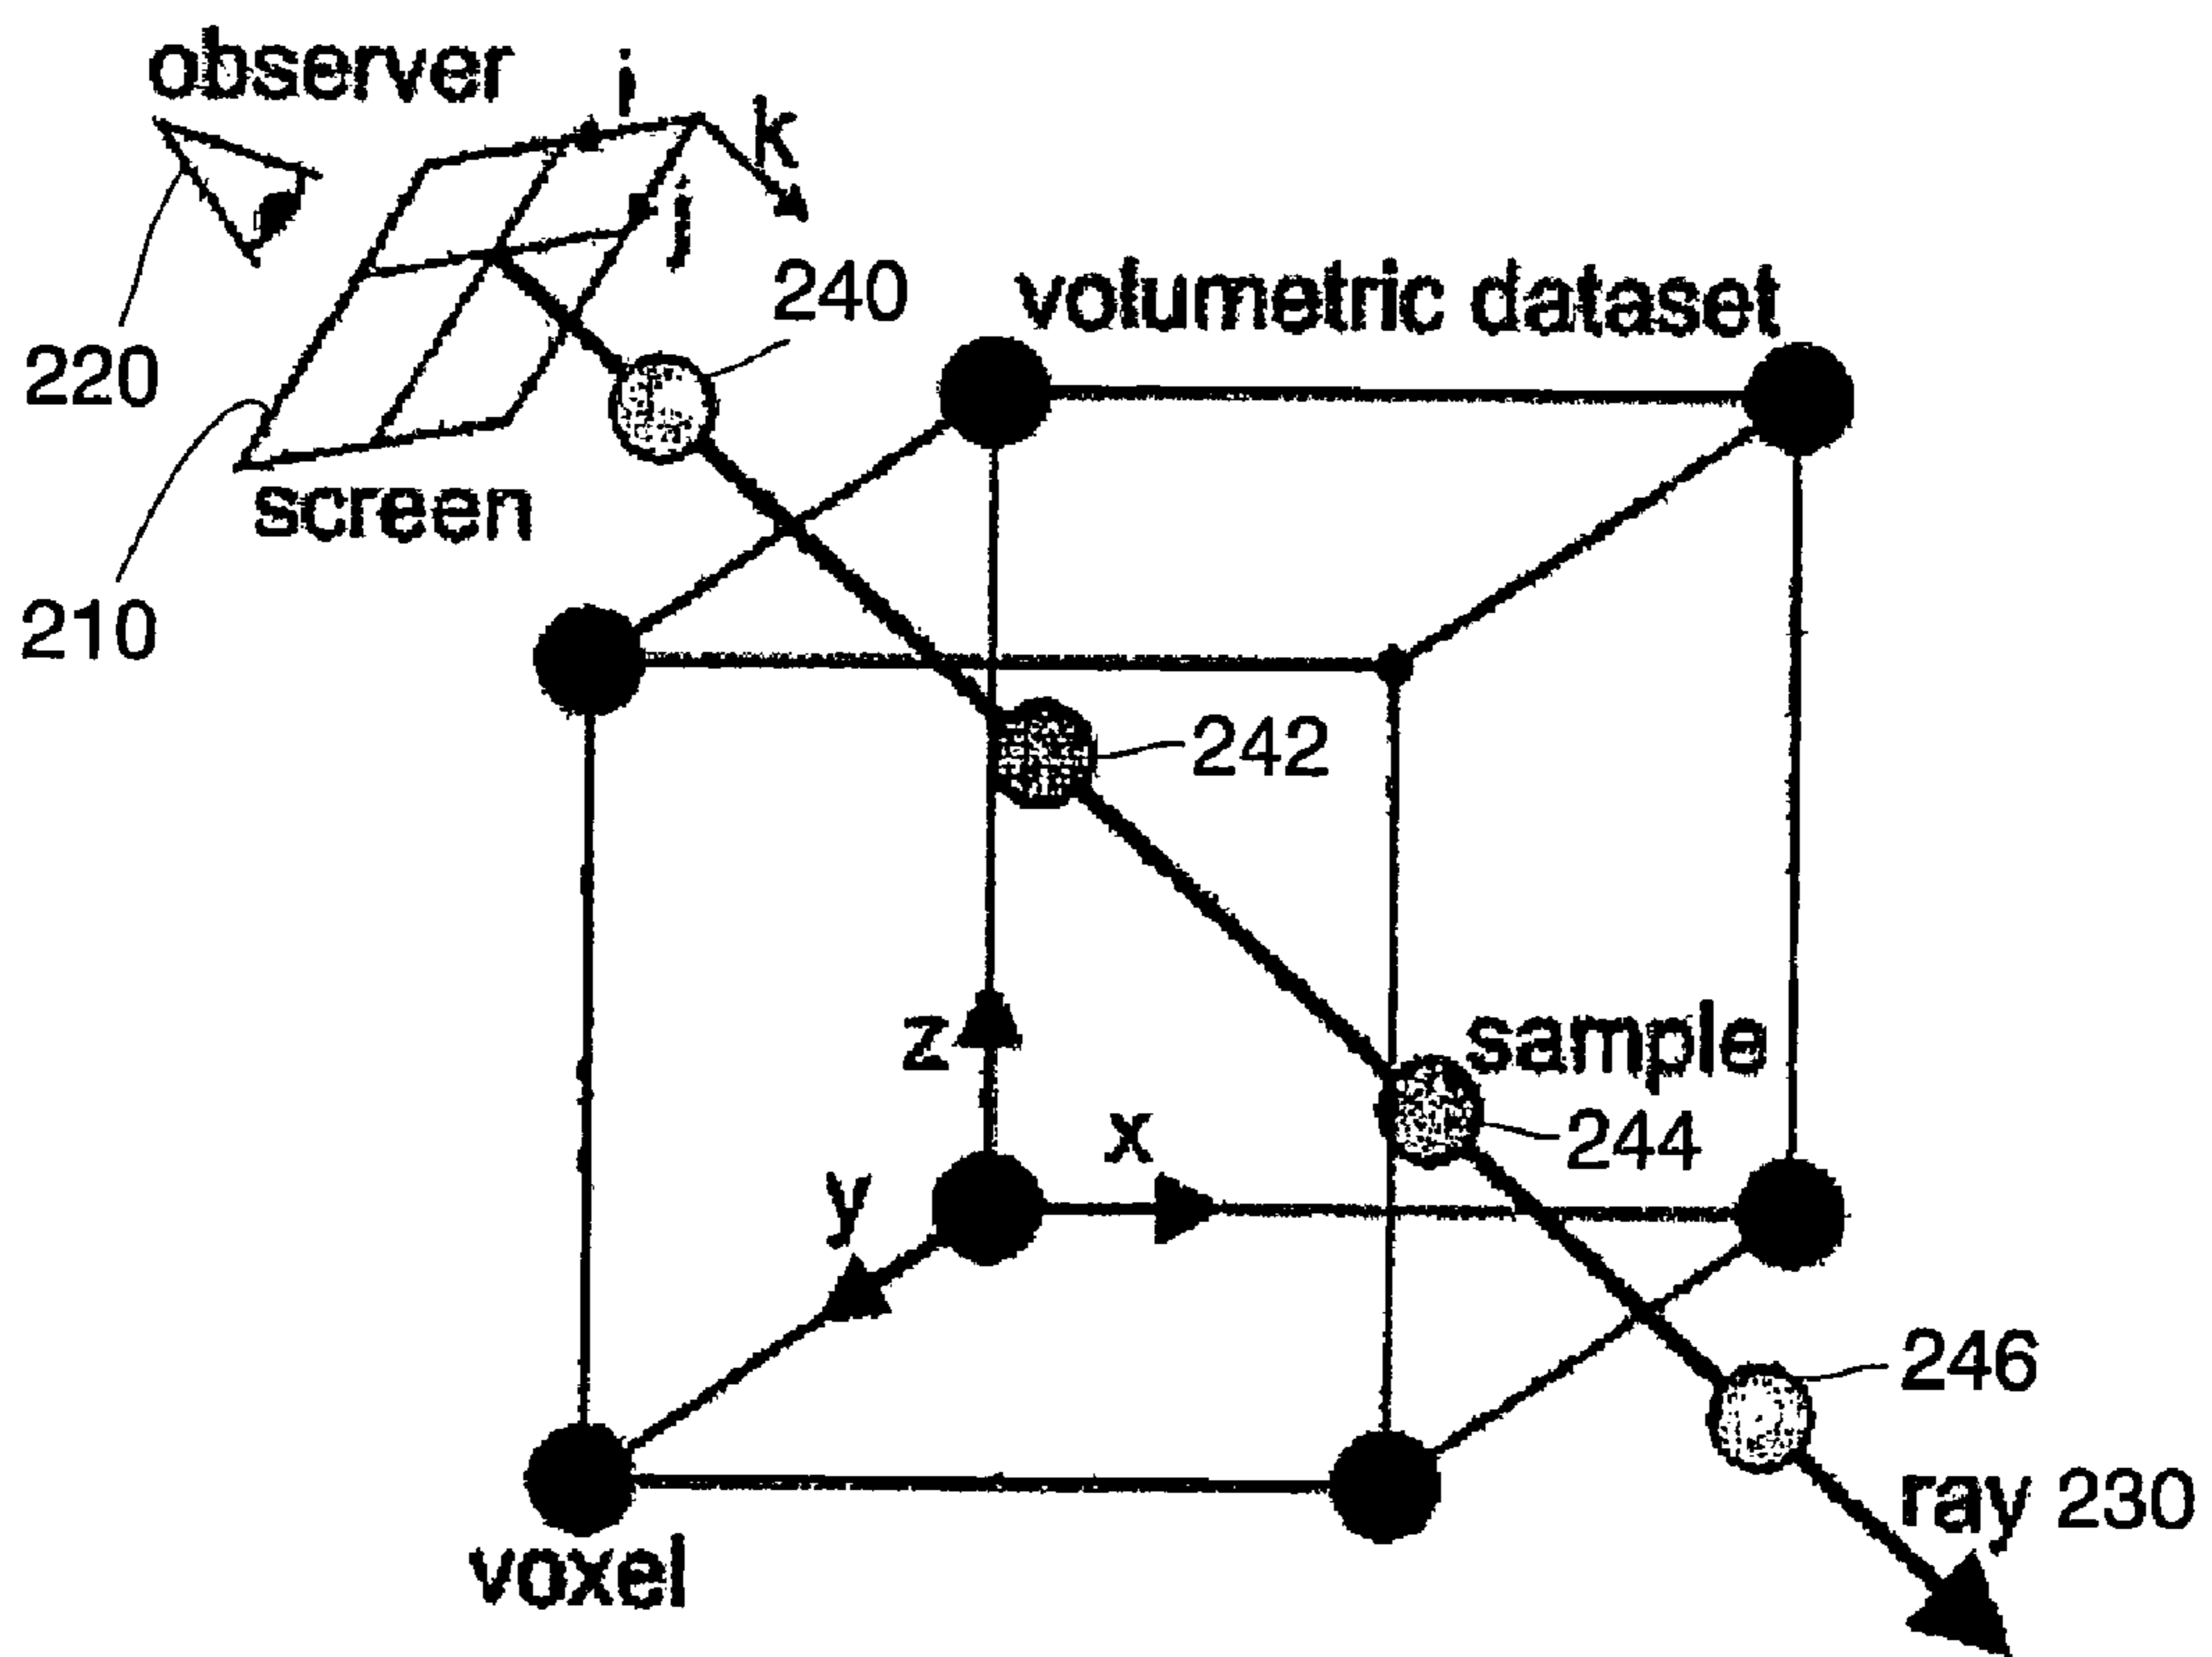 observer
i
k
j
240
volumetric dataset
220
screen
210
242
z
sample
x
244
y
246
ray 230
voxel